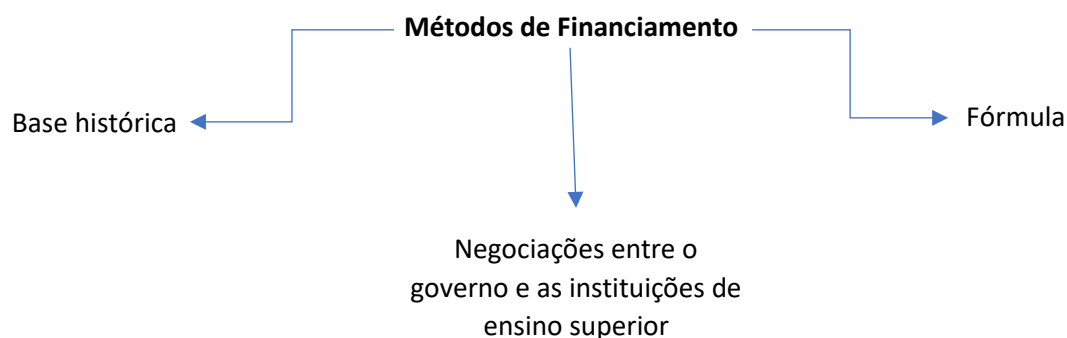 Métodos de Financiamento
Base histórica
Fórmula
Negociações entre o
governo e as instituições de
ensino superior